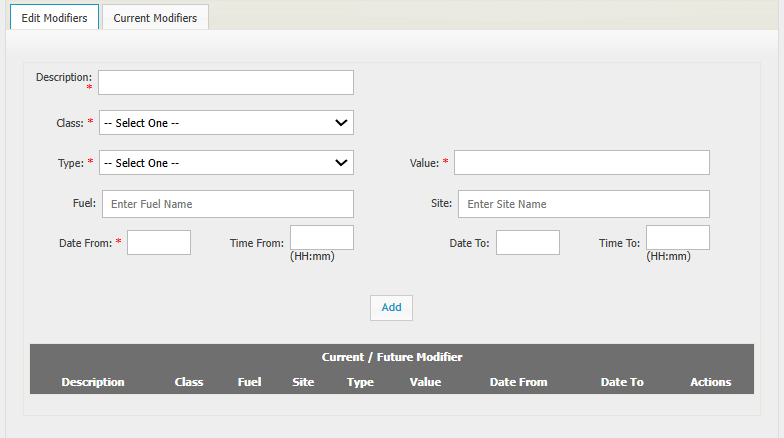 Edit Modifiers Current Modifiers
Description: *
Class: * -- Select One --
Type: * -- Select One -- Value: *
Fuel: Enter Fuel Name Site: Enter Site Name
Date From: * Time From: Date To: Time To:
(HH:mm) (HH:mm)
Add
Current / Future Modifier
Description Class Fuel Site Type Value Date From Date To Actions